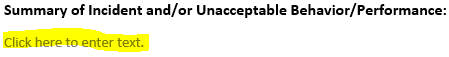 Summary of Incident and/or Unacceptable Behavior/Performance:
Click here to enter text.